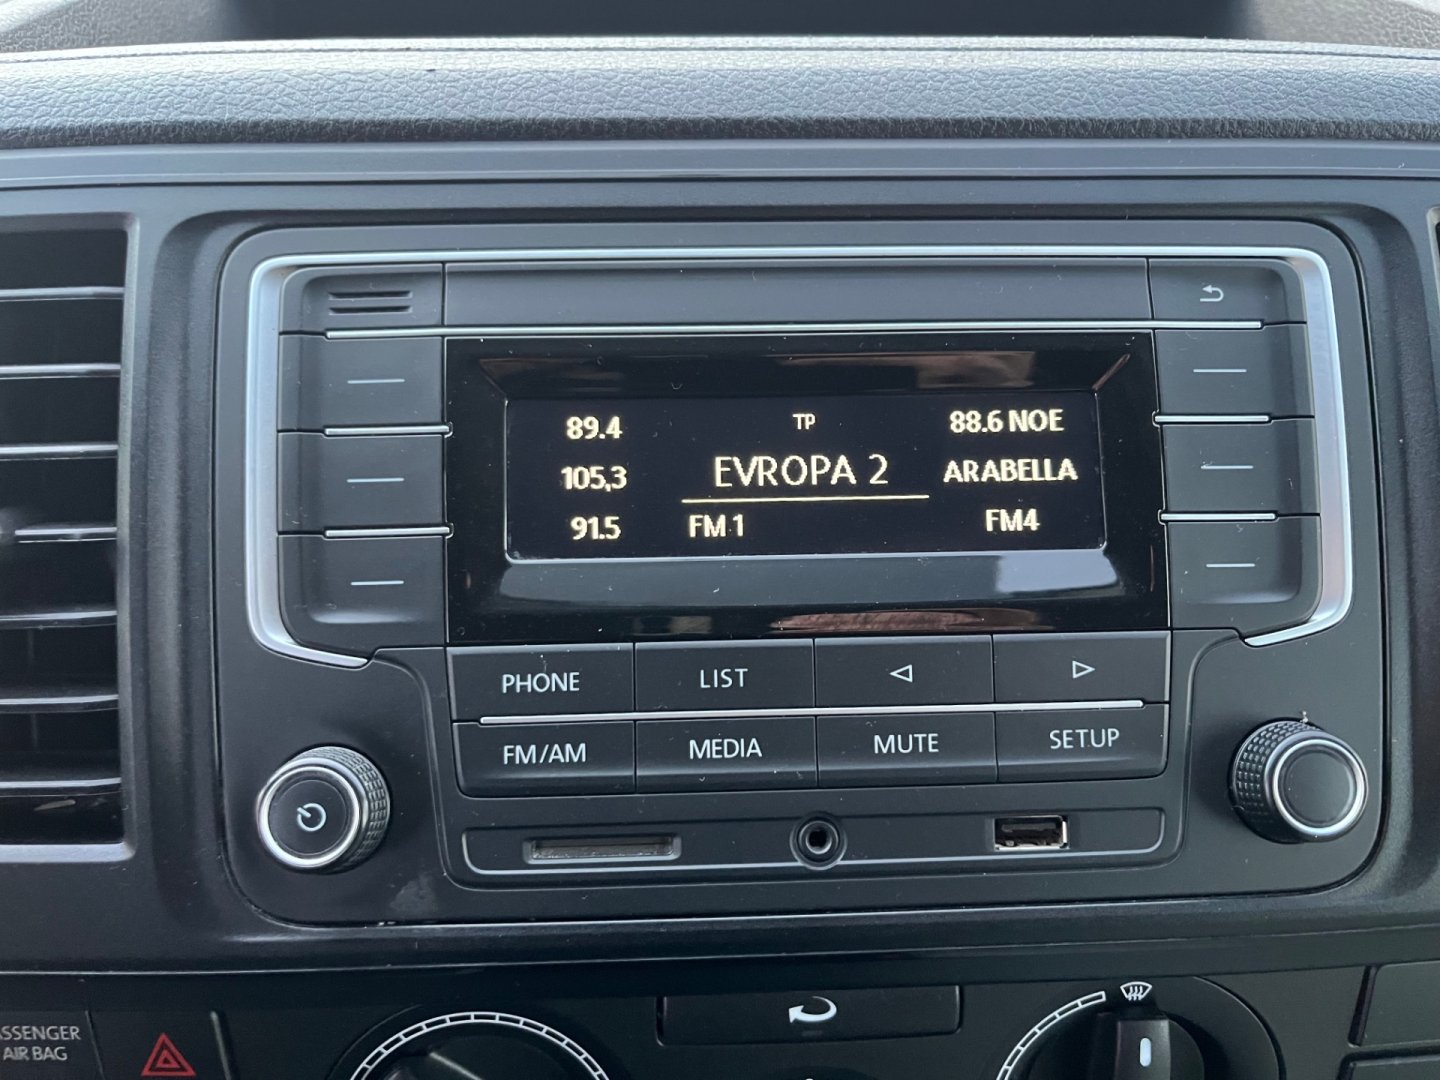 89.4
TP
88.6 NOE
105,3
EVROPA 2
ARABELLA
91.5
FM 1
FM4
PHONE
LIST
FM/AM
MEDIA
MUTE
SETUP
AIR BAG